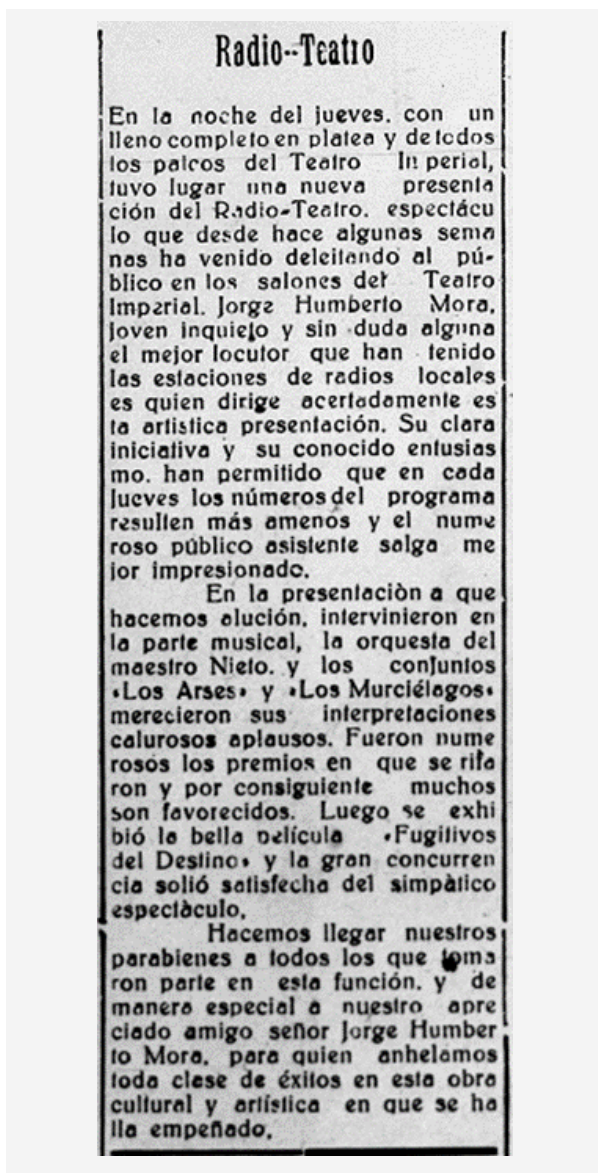 Radio--Teatro
En la noche del jueves. con un
lleno completo en platea y de todos
los palcos del Teatro Imperial,
tuvo lugar una nueva presenta
ción del Radio-Teatro. espectácu
lo que desde hace algunas sema
nas ha venido deleitando al pú-
blico en los salones del Teatro
Imperial. Jorge Humberto Mora,
joven inquieto y sin duda alguna
el mejor locutor que han tenido
las estaciones de radios locales
es quien dirige acertadamente es
ta artistica presentación. Su clara
iniciativa y su conocido entusias
mo. han permitido que en cada
jueves los números del programa
resulten más amenos y el nume
roso público asistente salga me
jor impresionado.
En la presentaciòn a que
hacemos alución, intervinieron en
la parte musical, la orquesta del
maestro Nieto. y los conjuntos
«Los Arses» y «Los Murciélagos»
merecieron sus interpretaciones
calurosos aplausos. Fueron nume
rosos los premios en que se rifa
ron y por consiguiente muchos
son favorecidos. Luego se exhi
bió la bella película «Fugitivos
del Destino» y la gran concurren
cia solió satisfecha del simpàtico
espectàculo.
Hacemos llegar nuestros
parabienes a todos los que toma
ron parte en esta función. y de
manera especial a nuestro apre
ciado amigo señor Jorge Humber
to Mora, para quien anhelamos
toda clase de éxitos en esta obra
cultural y artística en que se ha
lla empeñado.